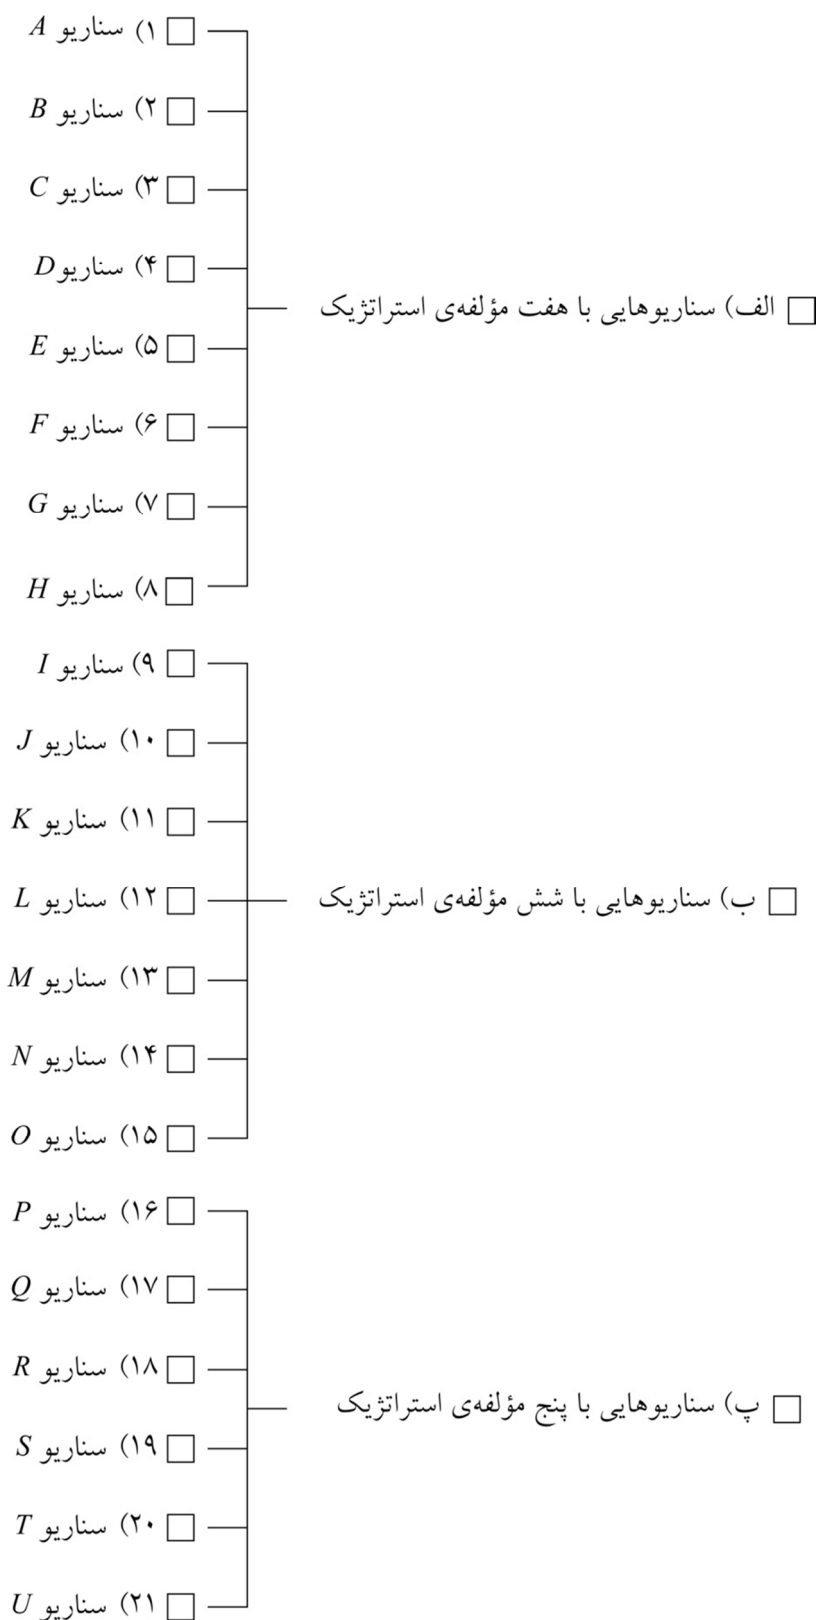 الف) سناریوهایی با هفت مؤلفه‌ی استراتژیک
۱) سناریو A
۲) سناریو B
۳) سناریو C
۴) سناریو D
۵) سناریو E
۶) سناریو F
۷) سناریو G
۸) سناریو H
ب) سناریوهایی با شش مؤلفه‌ی استراتژیک
۹) سناریو I
۱۰) سناریو J
۱۱) سناریو K
۱۲) سناریو L
۱۳) سناریو M
۱۴) سناریو N
۱۵) سناریو O
پ) سناریوهایی با پنج مؤلفه‌ی استراتژیک
۱۶) سناریو P
۱۷) سناریو Q
۱۸) سناریو R
۱۹) سناریو S
۲۰) سناریو T
۲۱) سناریو U